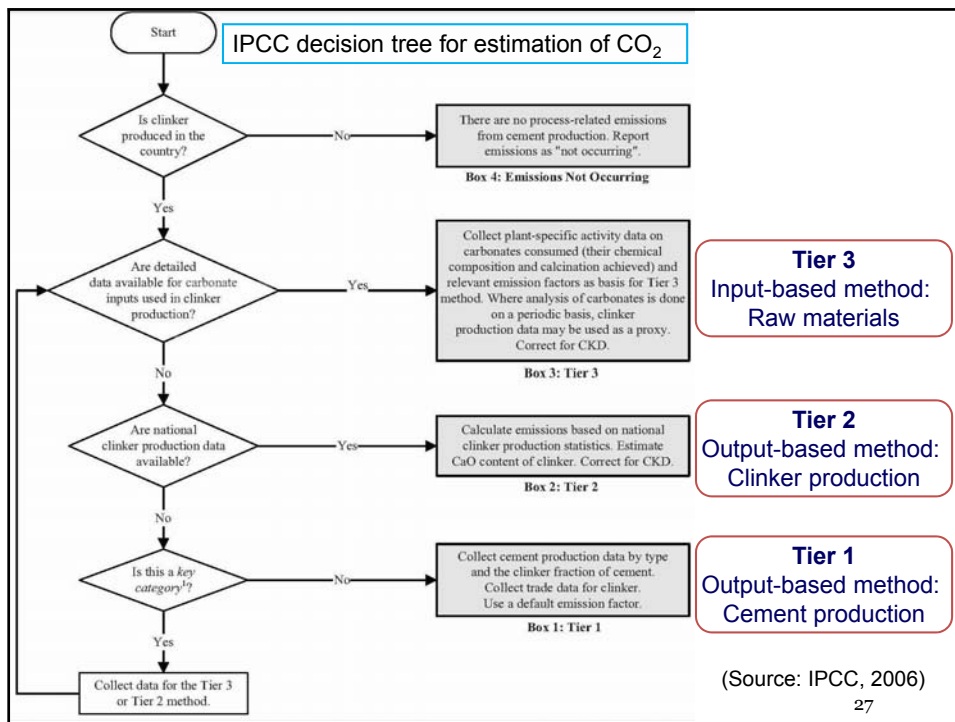 Start
IPCC decision tree for estimation of CO₂
Is clinker
produced in the
country?
No
There are no process-related emissions
from cement production. Report
emissions as "not occurring".
Box 4: Emissions Not Occurring
Yes
Are detailed
data available for carbonate
inputs used in clinker
production?
Yes
Collect plant-specific activity data on
carbonates consumed (their chemical
composition and calcination achieved) and
relevant emission factors as basis for Tier 3
method. Where analysis of carbonates is done
on a periodic basis, clinker
production data may be used as a proxy.
Correct for CKD.
Box 3: Tier 3
Tier 3
Input-based method:
Raw materials
No
Are national
clinker production data
available?
Yes
Calculate emissions based on national
clinker production statistics. Estimate
CaO content of clinker. Correct for CKD.
Box 2: Tier 2
Tier 2
Output-based method:
Clinker production
No
Is this a key
category¹?
No
Collect cement production data by type
and the clinker fraction of cement.
Collect trade data for clinker.
Use a default emission factor.
Box 1: Tier 1
Tier 1
Output-based method:
Cement production
Yes
Collect data for the Tier 3
or Tier 2 method.
(Source: IPCC, 2006)
27